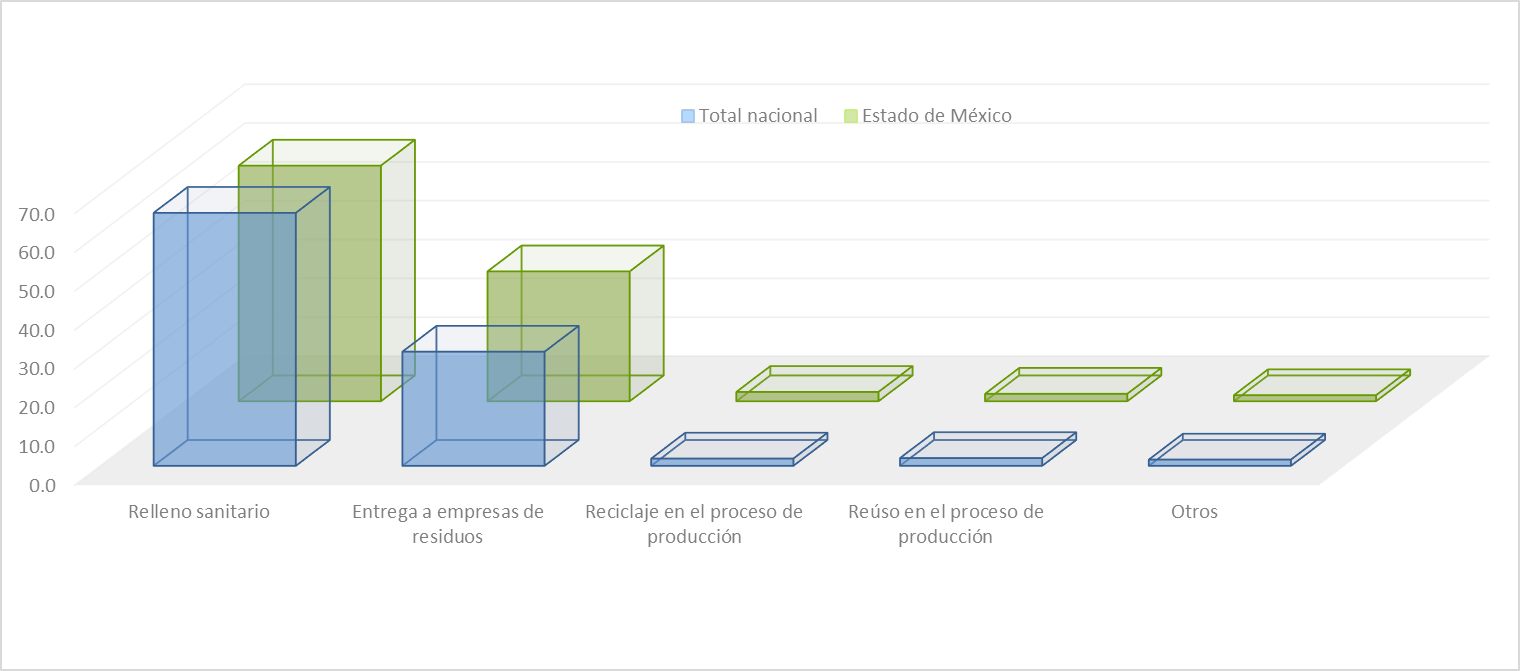 Total nacional Estado de México
70.0
60.0
50.0
40.0
30.0
20.0
10.0
0.0
Relleno sanitario
Entrega a empresas de
residuos
Reciclaje en el proceso de
producción
Reúso en el proceso de
producción
Otros